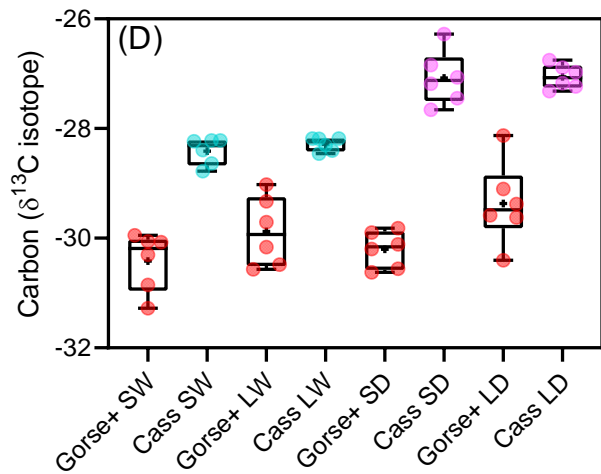 (D)
Carbon (δ¹³C isotope)
-26
-28
-30
-32
Gorse+ SW
Cass SW
Gorse+ LW
Cass LW
Gorse+ SD
Cass SD
Gorse+ LD
Cass LD